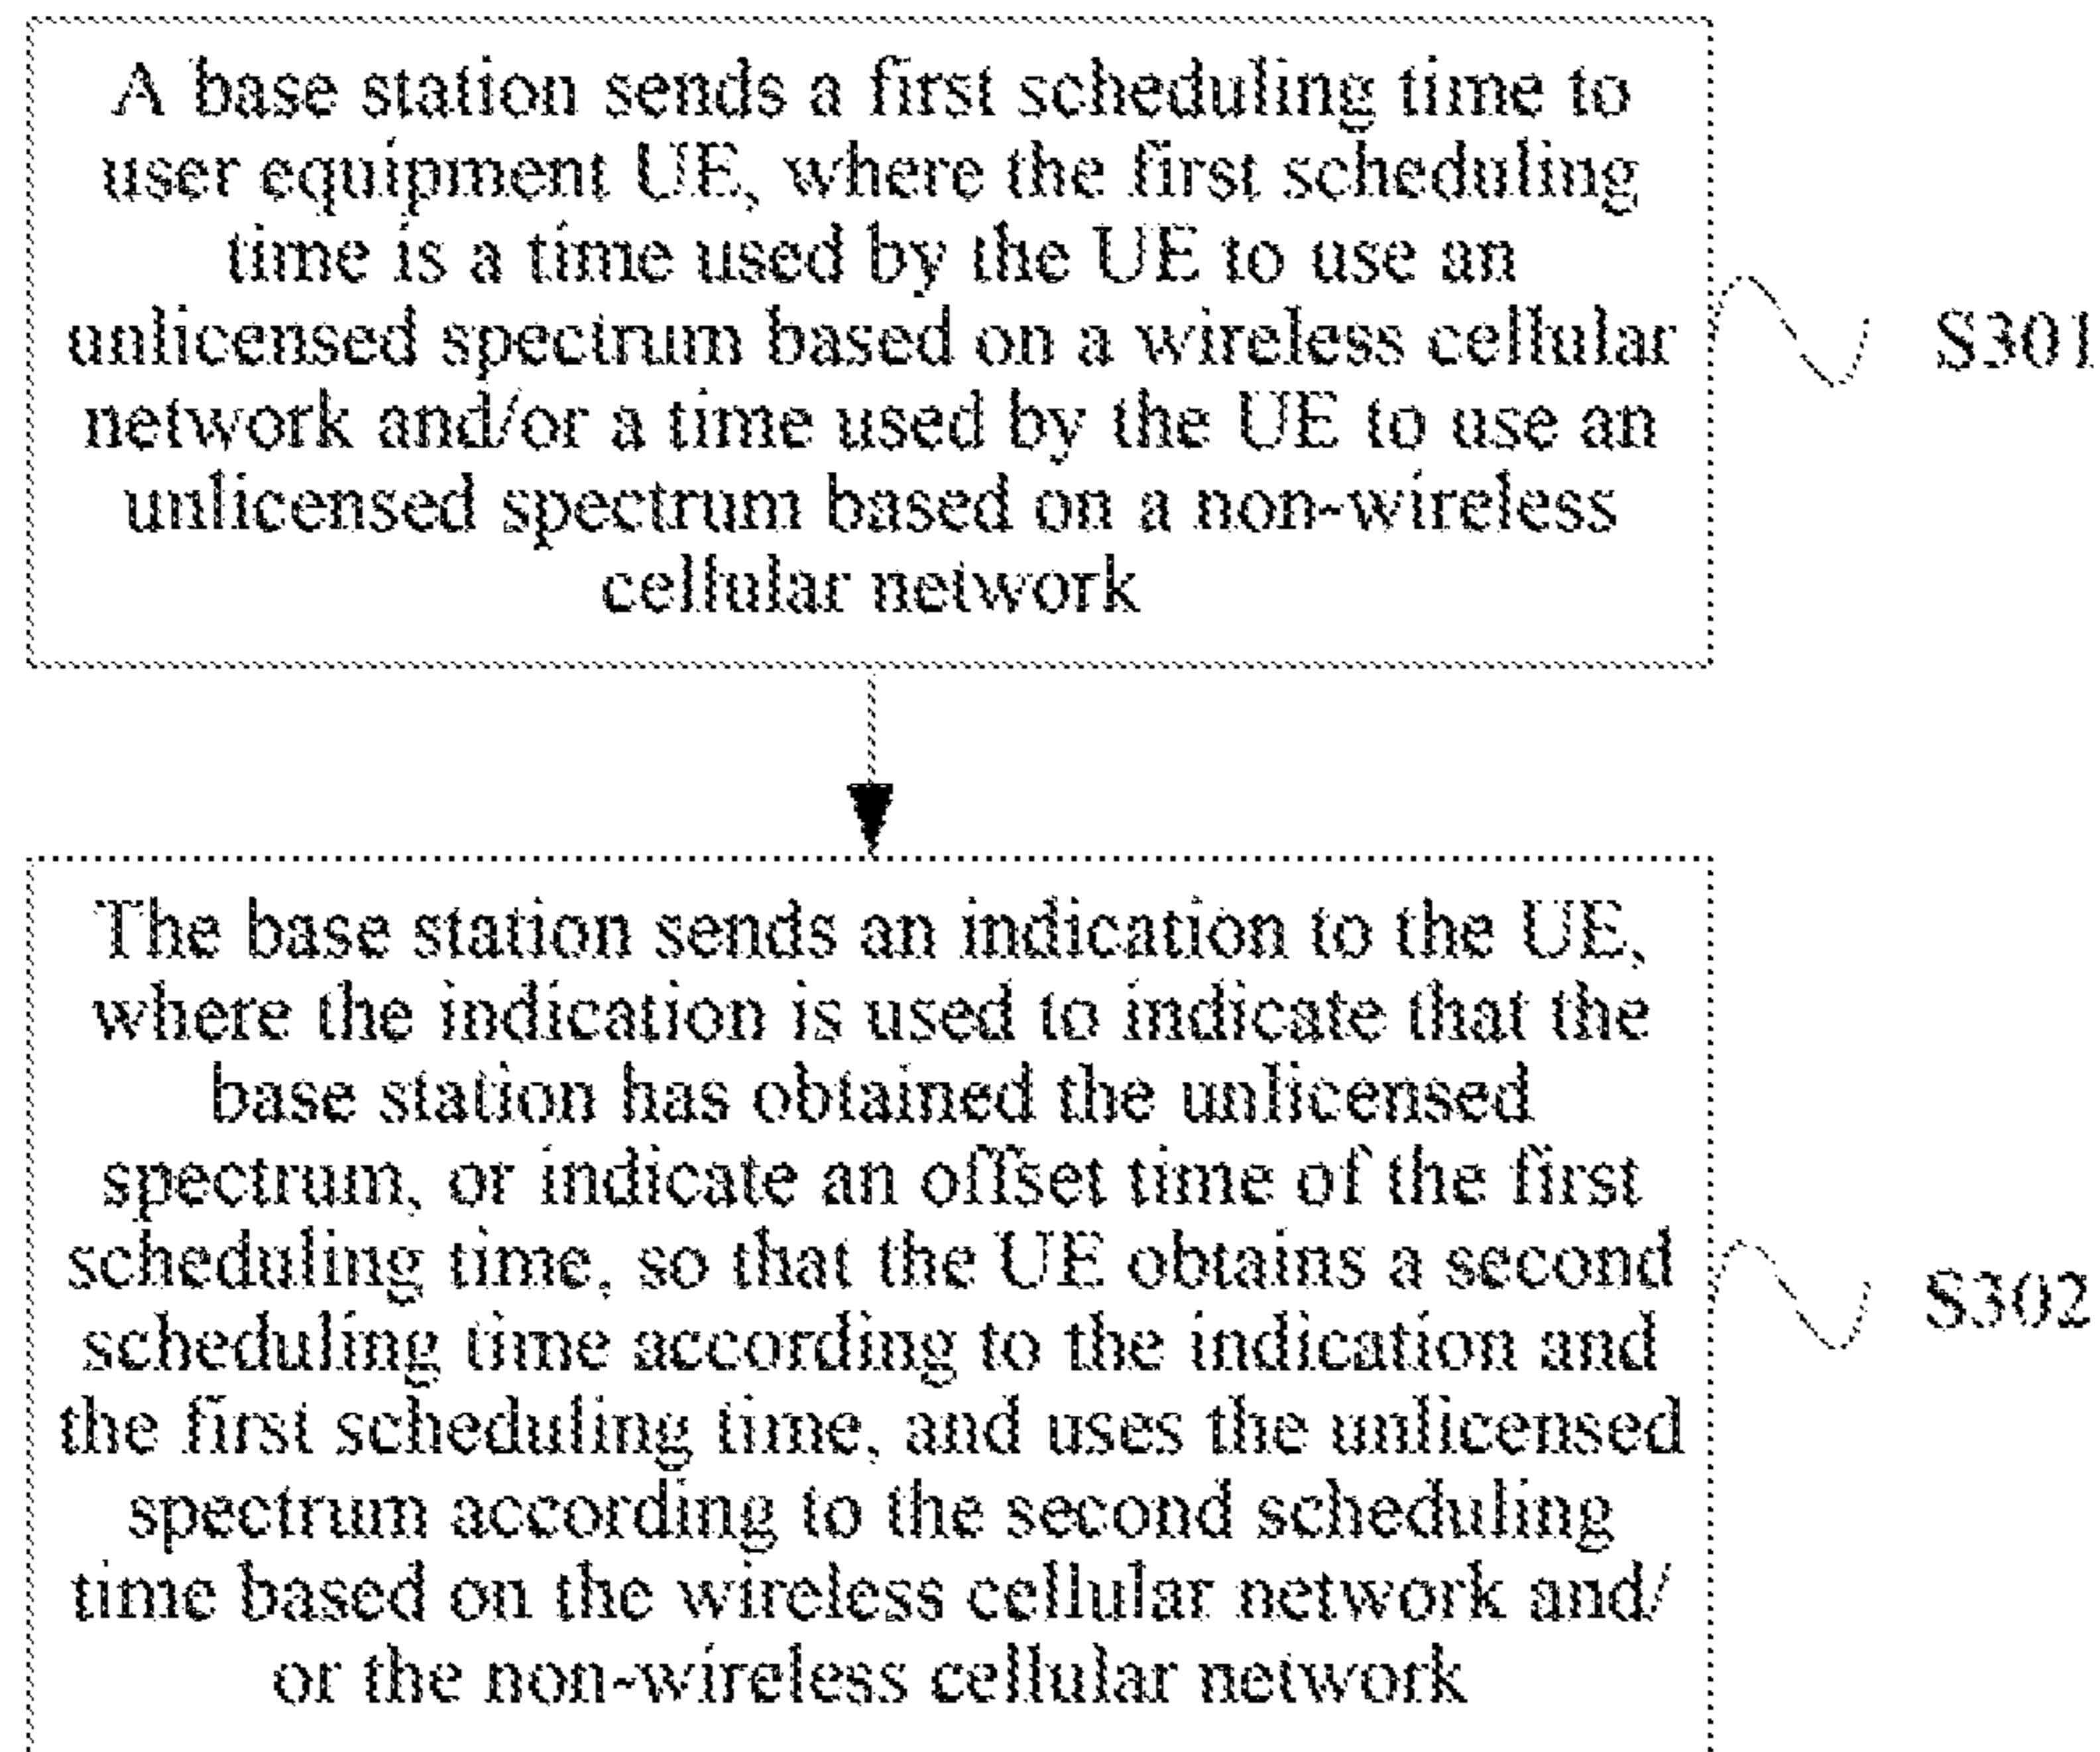 A base station sends a first scheduling time to
user equipment UE, where the first scheduling
time is a time used by the UE to use an
unlicensed spectrum based on a wireless cellular
network and/or a time used by the UE to use an
unlicensed spectrum based on a non-wireless
cellular network
S301
The base station sends an indication to the UE,
where the indication is used to indicate that the
base station has obtained the unlicensed
spectrum, or indicate an offset time of the first
scheduling time, so that the UE obtains a second
scheduling time according to the indication and
the first scheduling time, and uses the unlicensed
spectrum according to the second scheduling
time based on the wireless cellular network and/
or the non-wireless cellular network
S302